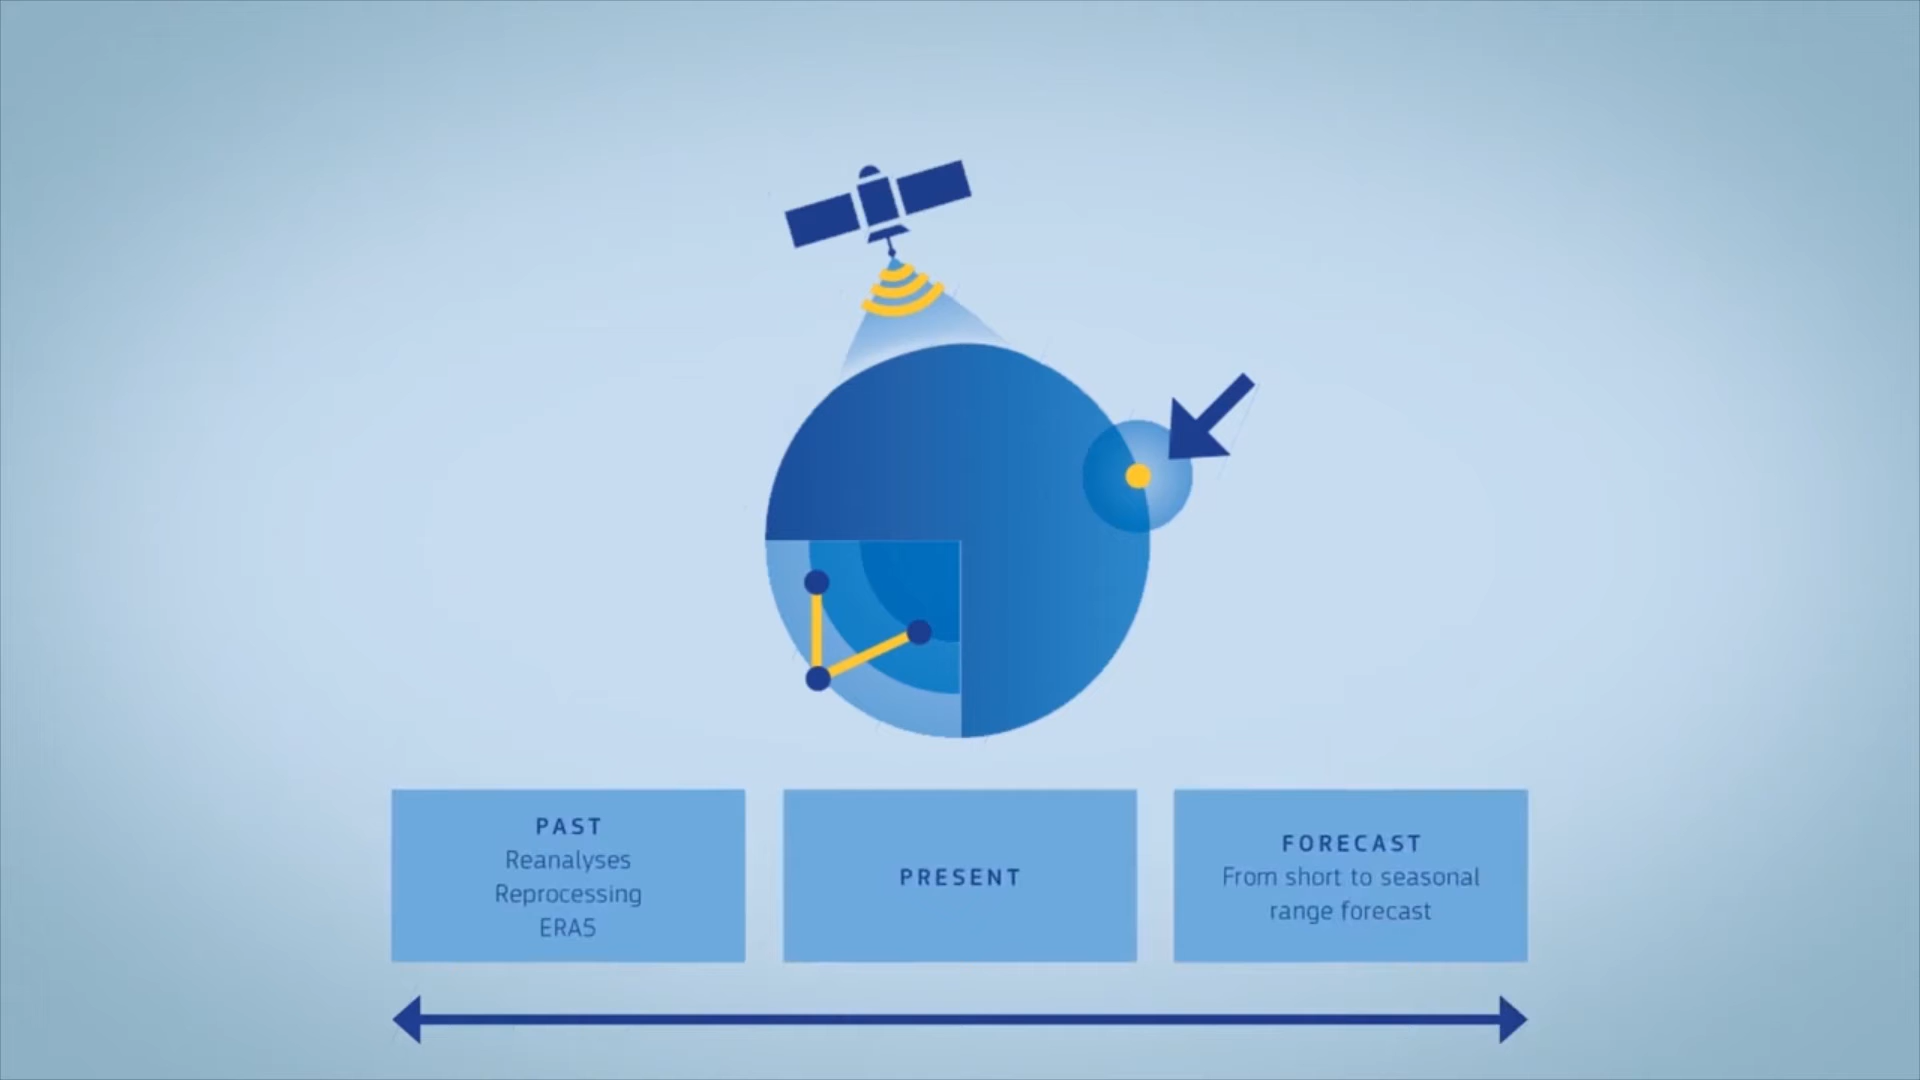 PAST
Reanalyses
Reprocessing
ERA5
PRESENT
FORECAST
From short to seasonal
range forecast